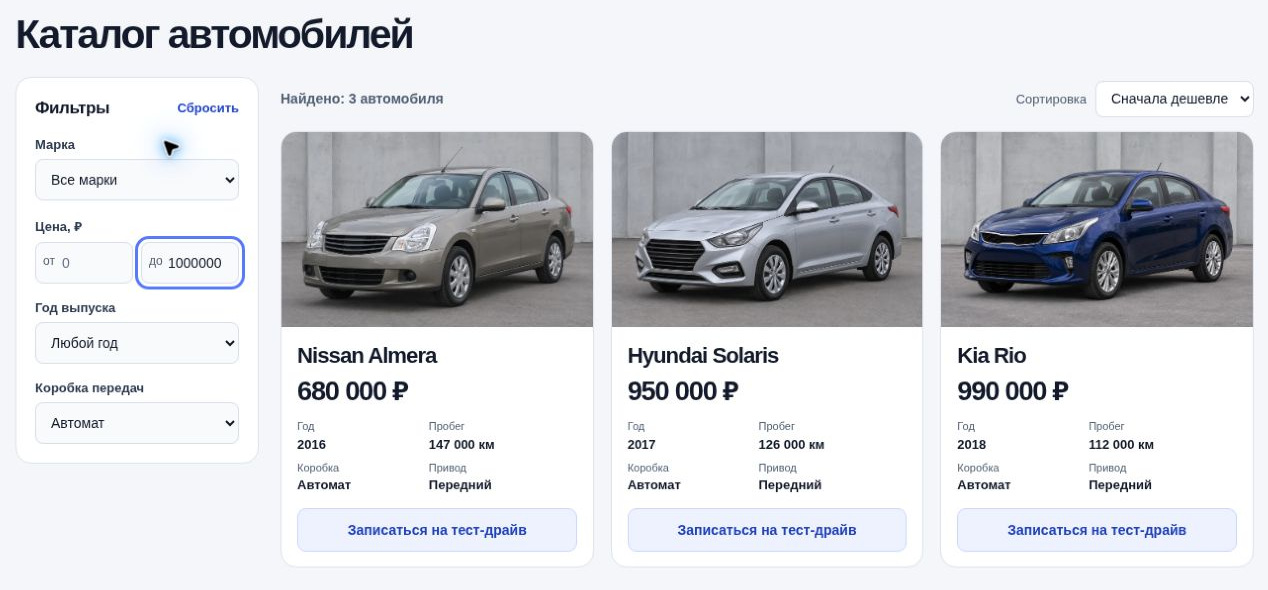 Каталог автомобилей
Фильтры Сбросить
Марка
Все марки
Цена, ₽
от 0 до 1000000
Год выпуска
Любой год
Коробка передач
Автомат
Найдено: 3 автомобиля
Сортировка Сначала дешевле
Nissan Almera
680 000 ₽
Год Пробег
2016 147 000 км
Коробка Привод
Автомат Передний
Записаться на тест-драйв
Hyundai Solaris
950 000 ₽
Год Пробег
2017 126 000 км
Коробка Привод
Автомат Передний
Записаться на тест-драйв
Kia Rio
990 000 ₽
Год Пробег
2018 112 000 км
Коробка Привод
Автомат Передний
Записаться на тест-драйв